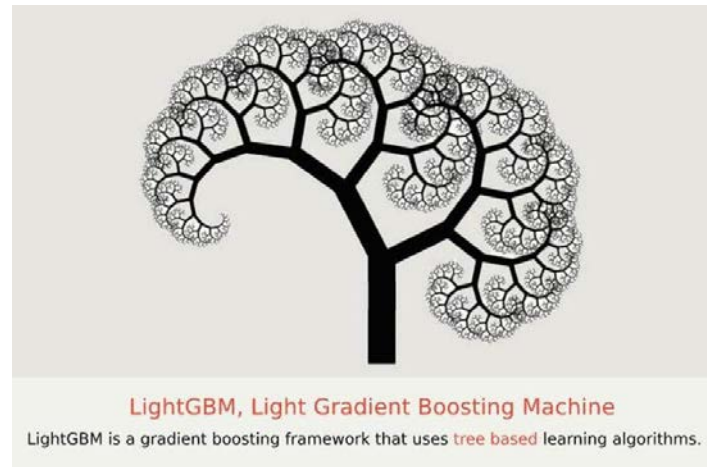 LightGBM, Light Gradient Boosting Machine
LightGBM is a gradient boosting framework that uses tree based learning algorithms.